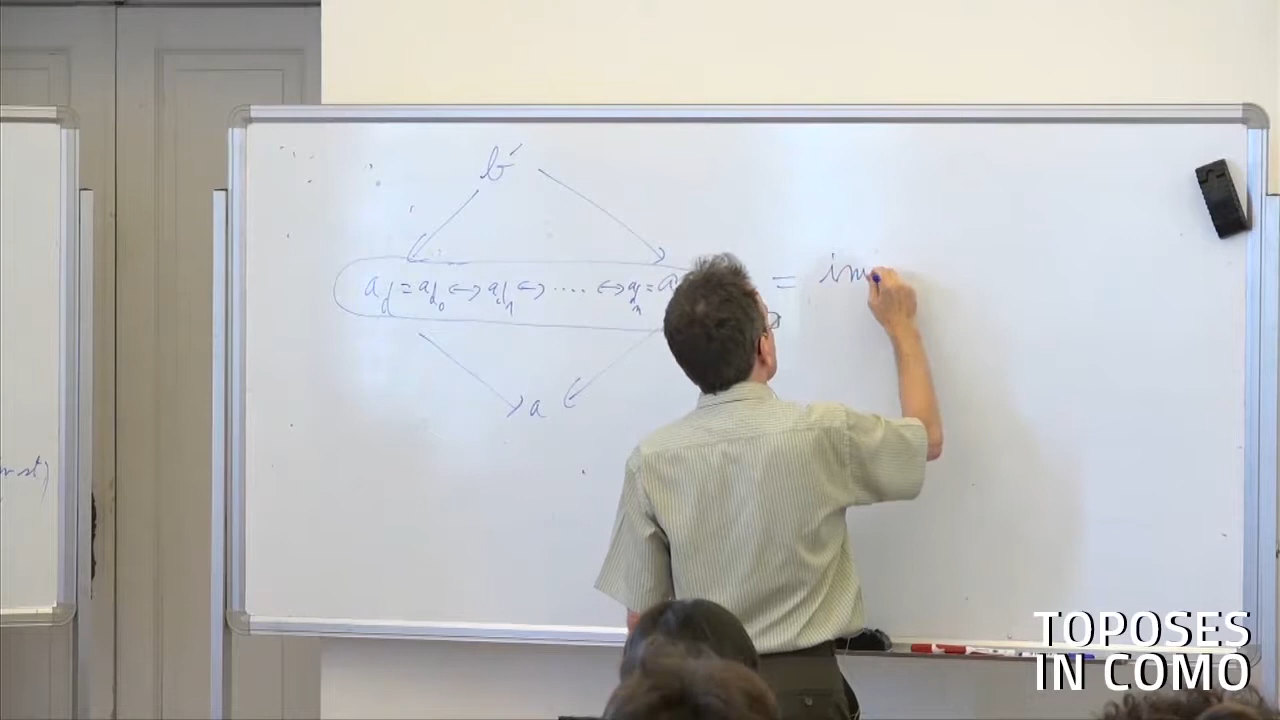 b'
a_d = a_{d_0} ↔ a_{d_1} ↔ ..... ↔ a_{d_n} = a
= im
a
TOPOSES
IN COMO